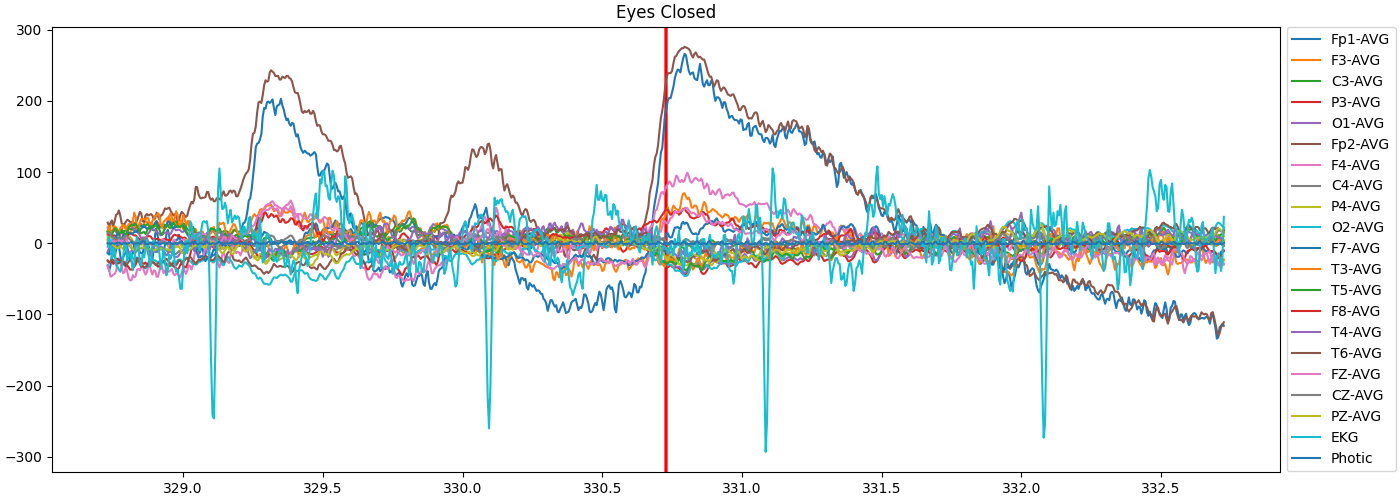 Eyes Closed
300
200
100
0
−100
−200
−300
329.0 329.5 330.0 330.5 331.0 331.5 332.0 332.5
Fp1-AVG
F3-AVG
C3-AVG
P3-AVG
O1-AVG
Fp2-AVG
F4-AVG
C4-AVG
P4-AVG
O2-AVG
F7-AVG
T3-AVG
T5-AVG
F8-AVG
T4-AVG
T6-AVG
FZ-AVG
CZ-AVG
PZ-AVG
EKG
Photic